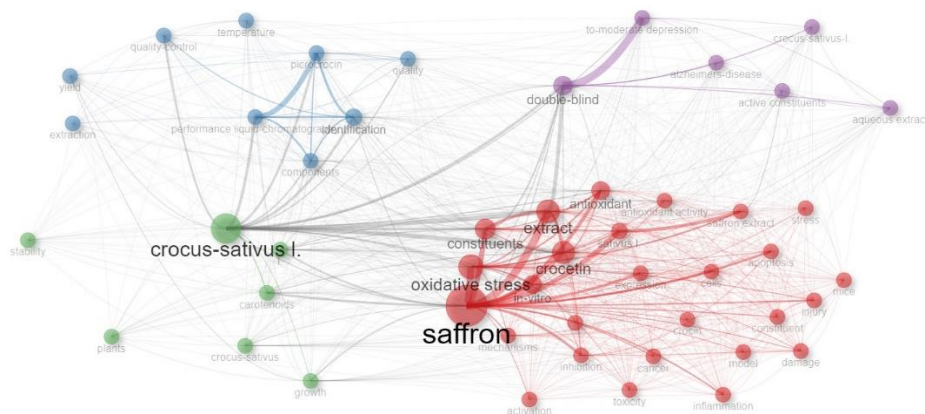 temperature
to-moderate depression
crocus-sativus-l.
quality-control
picrocrocin
quality
alzheimers-disease
yield
double-blind
active constituents
aqueous extract
extraction
performance liquid-chromatography
identification
components
antioxidant
antioxidant activity
saffron extract
stress
extract
sativus l
constituents
stability
crocus-sativus l.
crocetin
apoptosis
oxidative stress
expression
cells
mice
in-vitro
carotenoids
injury
saffron
crocin
constituent
plants
mechanisms
crocus-sativus
inhibition
cancer
model
damage
growth
activation
toxicity
inflammation